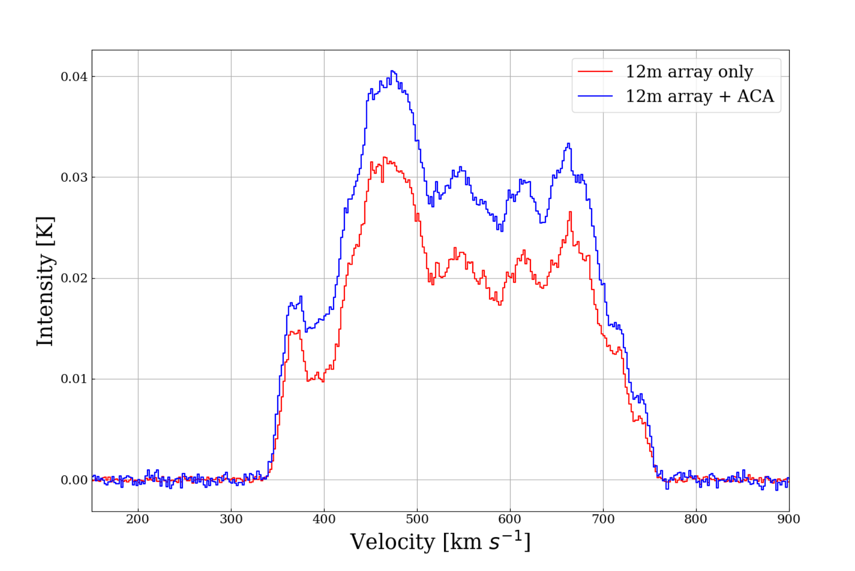 12m array only
12m array + ACA
0.04
0.03
0.02
0.01
0.00
Intensity [K]
200 300 400 500 600 700 800 900
Velocity [km s⁻¹]